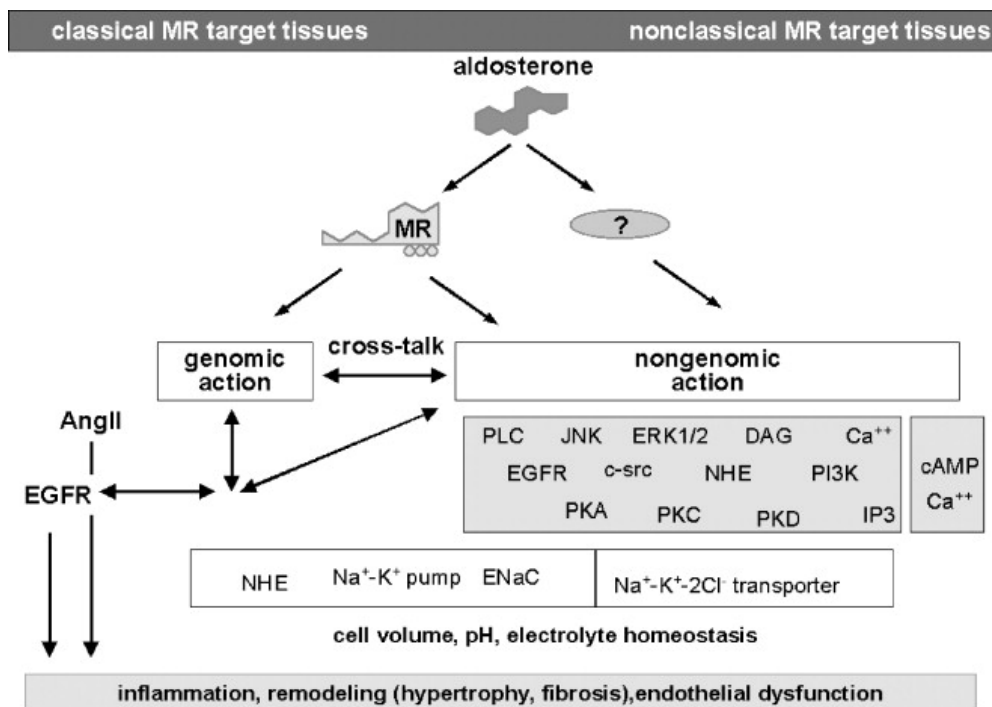 classical MR target tissues nonclassical MR target tissues
aldosterone
MR ?
genomic action
cross-talk
nongenomic action
AngII
EGFR
PLC JNK ERK1/2 DAG Ca⁺⁺
EGFR c-src NHE PI3K
PKA PKC PKD IP3
cAMP
Ca⁺⁺
NHE Na⁺-K⁺ pump ENaC
Na⁺-K⁺-2Cl⁻ transporter
cell volume, pH, electrolyte homeostasis
inflammation, remodeling (hypertrophy, fibrosis),endothelial dysfunction